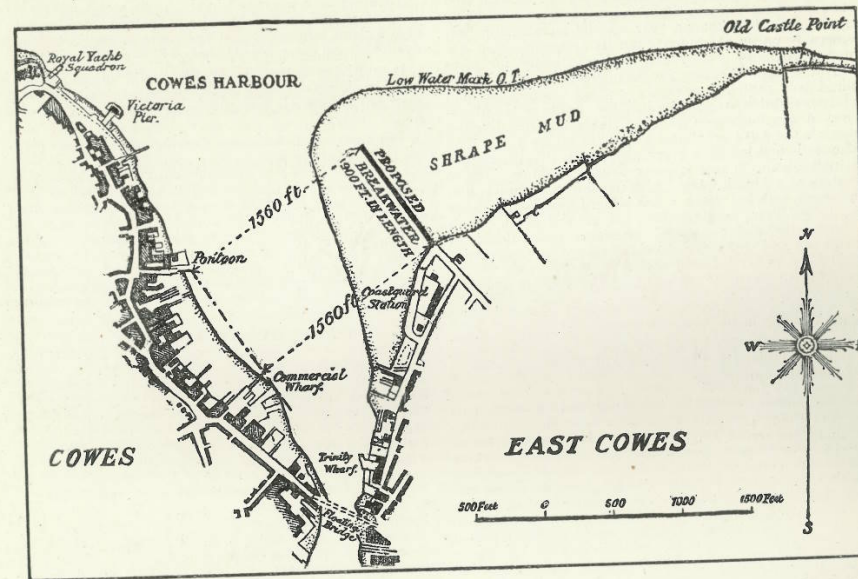 Old Castle Point
Royal Yacht
Squadron
COWES HARBOUR
Low Water Mark O.T.
Victoria
Pier.
SHRAPE MUD
PROPOSED
BREAKWATER
900 FT. IN LENGTH
1560 ft.
Pontoon
N
Coastguard
Station
1560 ft.
W
Commercial
Wharf.
COWES
EAST COWES
Trinity
Wharf.
500 Feet 0 500 1000 1500 Feet
Floating
Bridge
S